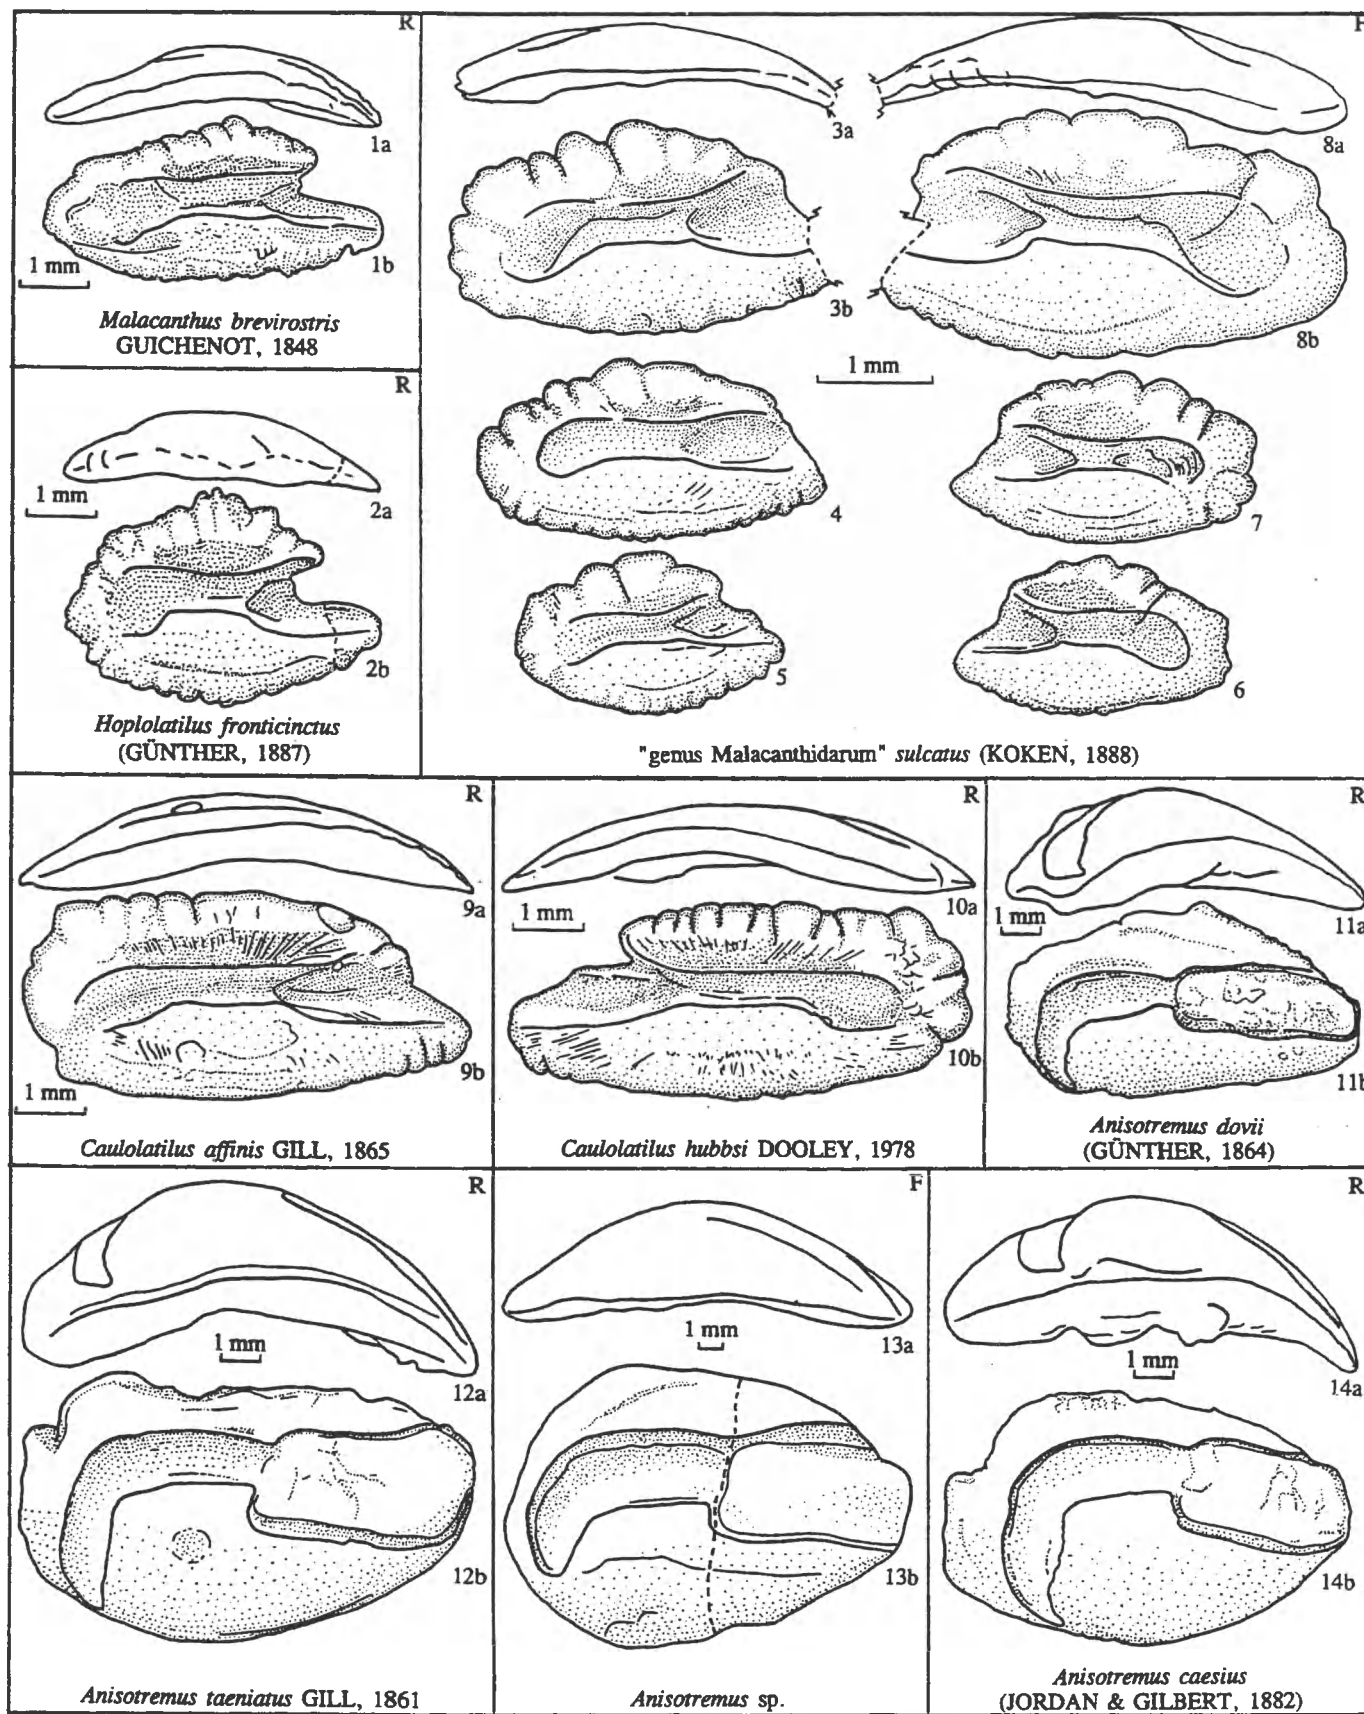 R
1a
1b
1 mm
Malacanthus brevirostris
GUICHENOT, 1848
R
2a
1 mm
2b
Hoplolatilus fronticinctus
(GÜNTHER, 1887)
F
3a
8a
3b
8b
1 mm
4
7
5
6
"genus Malacanthidarum" sulcatus (KOKEN, 1888)
R
9a
9b
1 mm
Caulolatilus affinis GILL, 1865
R
10a
1 mm
10b
Caulolatilus hubbsi DOOLEY, 1978
R
1 mm
11a
11b
Anisotremus dovii
(GÜNTHER, 1864)
R
1 mm
12a
12b
Anisotremus taeniatus GILL, 1861
F
1 mm
13a
13b
Anisotremus sp.
R
1 mm
14a
14b
Anisotremus caesius
(JORDAN & GILBERT, 1882)